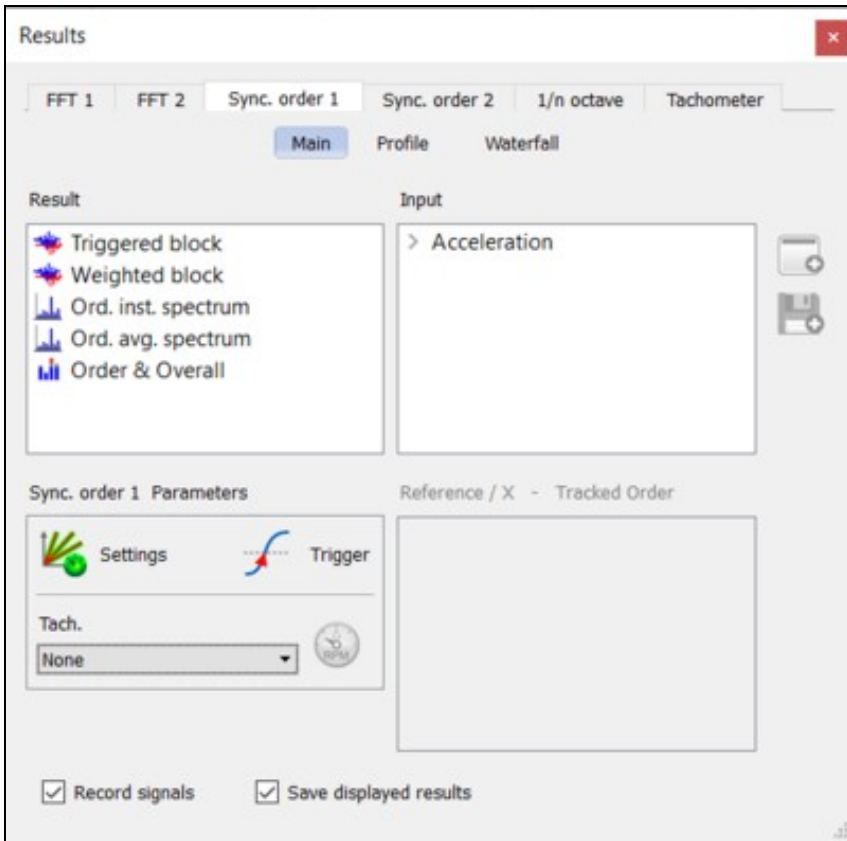 Results
FFT 1 FFT 2 Sync. order 1 Sync. order 2 1/n octave Tachometer
Main Profile Waterfall
Result Input
Triggered block
Weighted block
Ord. inst. spectrum
Ord. avg. spectrum
Order & Overall
Acceleration
Sync. order 1 Parameters
Reference / X - Tracked Order
Settings Trigger
Tach.
None
RPM
Record signals Save displayed results